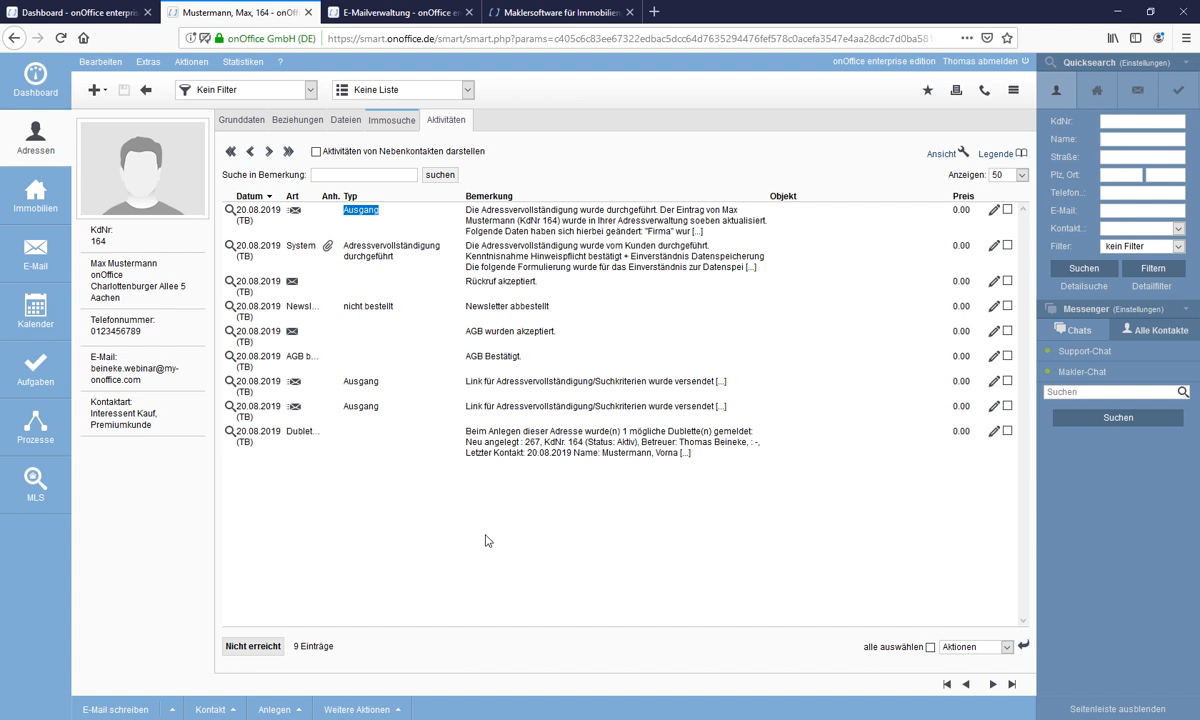 Dashboard - onOffice enterpris
Mustermann, Max, 164 - onOff
E-Mailverwaltung - onOffice en
Maklersoftware für Immobilien
onOffice GmbH (DE)
Bearbeiten Extras Aktionen Statistiken ?
onOffice enterprise edition Thomas abmelden
Kein Filter
Keine Liste
Dashboard
Adressen
Immobilien
E-Mail
Kalender
Aufgaben
Prozesse
MLS
KdNr:
164
Max Mustermann
onOffice
Charlottenburger Allee 5
Aachen
Telefonnummer:
0123456789
E-Mail:
beineke.webinar@my-
onoffice.com
Kontaktart:
Interessent Kauf,
Premiumkunde
Grunddaten Beziehungen Dateien Immosuche Aktivitäten
Aktivitäten von Nebenkontakten darstellen
Ansicht Legende
Suche in Bemerkung: suchen
Anzeigen: 50
Datum Art Anh. Typ Bemerkung Objekt Preis
20.08.2019 Ausgang Die Adressvervollständigung wurde durchgeführt. Der Eintrag von Max 0.00
(TB) Mustermann (KdNr 164) wurde in Ihrer Adressverwaltung soeben aktualisiert.
Folgende Daten haben sich hierbei geändert: "Firma" wur [...]
20.08.2019 System Adressvervollständigung Die Adressvervollständigung wurde vom Kunden durchgeführt. 0.00
(TB) durchgeführt Kenntnisnahme Hinweispflicht bestätigt + Einverständnis Datenspeicherung
Die folgende Formulierung wurde für das Einverständnis zur Datenspei [...]
20.08.2019 Rückruf akzeptiert. 0.00
(TB)
20.08.2019 Newsl... nicht bestellt Newsletter abbestellt 0.00
(TB)
20.08.2019 AGB wurden akzeptiert. 0.00
(TB)
20.08.2019 AGB b... AGB Bestätigt. 0.00
(TB)
20.08.2019 Ausgang Link für Adressvervollständigung/Suchkriterien wurde versendet [...] 0.00
(TB)
20.08.2019 Ausgang Link für Adressvervollständigung/Suchkriterien wurde versendet [...] 0.00
(TB)
20.08.2019 Dublet... Beim Anlegen dieser Adresse wurde(n) 1 mögliche Dublette(n) gemeldet: 0.00
(TB) Neu angelegt : 267, KdNr. 164 (Status: Aktiv), Betreuer: Thomas Beineke, : -,
Letzter Kontakt: 20.08.2019 Name: Mustermann, Vorna [...]
Nicht erreicht 9 Einträge
alle auswählen Aktionen
E-Mail schreiben Kontakt Anlegen Weitere Aktionen
Quicksearch (Einstellungen)
KdNr:
Name:
Straße:
Plz, Ort:
Telefon..:
E-Mail:
Kontakt..:
Filter: kein Filter
Suchen Filtern
Detailsuche Detailfilter
Messenger (Einstellungen)
Chats Alle Kontakte
Support-Chat
Makler-Chat
Suchen
Suchen
Seitenleiste ausblenden